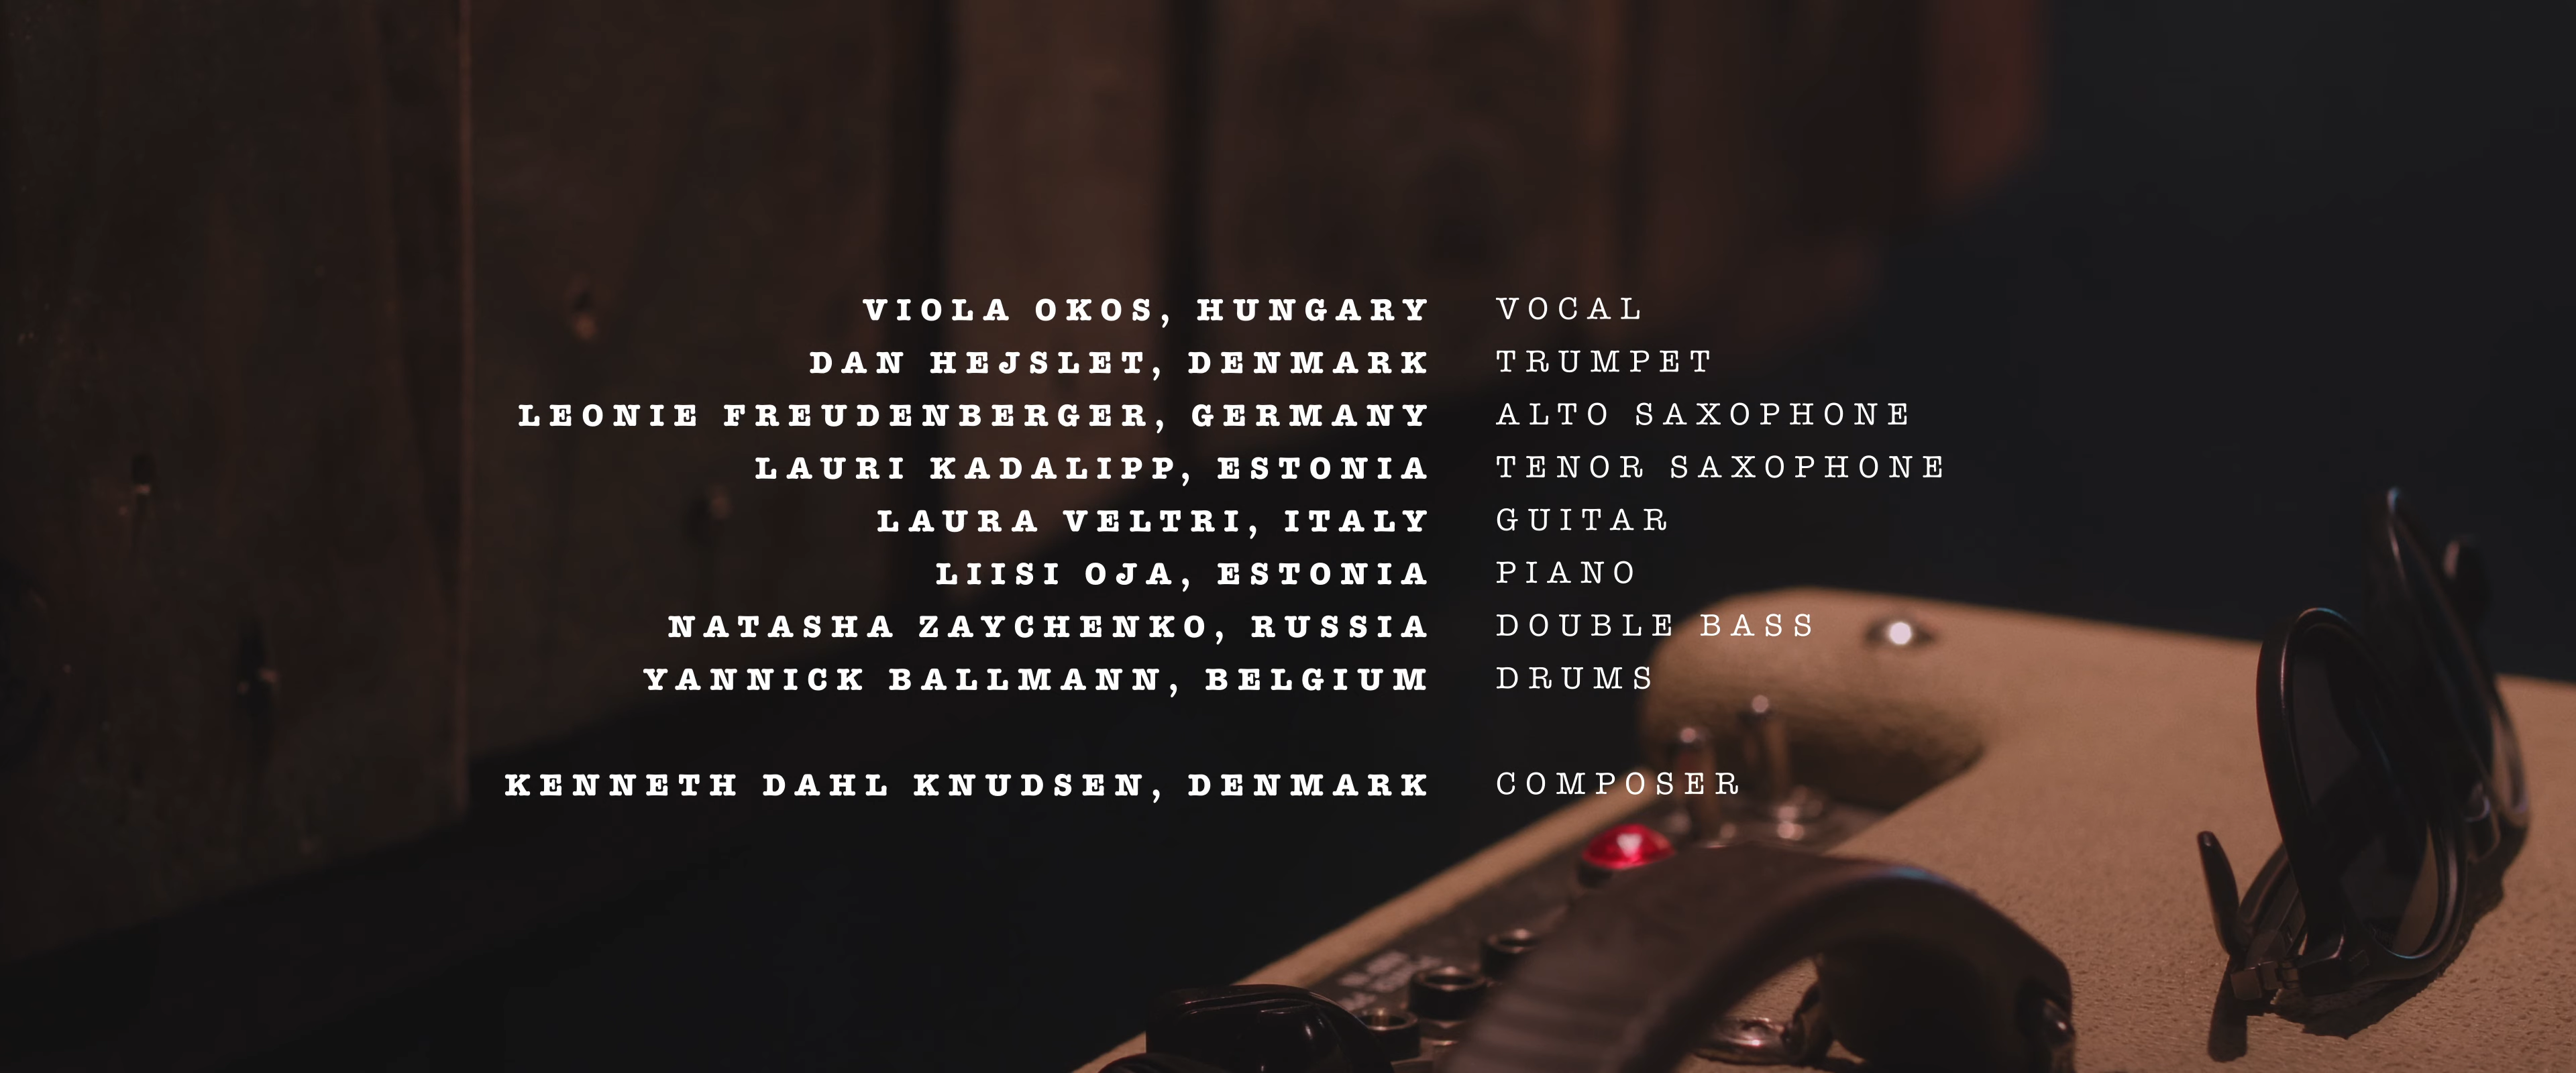 VIOLA OKOS, HUNGARY VOCAL
DAN HEJSLET, DENMARK TRUMPET
LEONIE FREUDENBERGER, GERMANY ALTO SAXOPHONE
LAURI KADALIPP, ESTONIA TENOR SAXOPHONE
LAURA VELTRI, ITALY GUITAR
LIISI OJA, ESTONIA PIANO
NATASHA ZAYCHENKO, RUSSIA DOUBLE BASS
YANNICK BALLMANN, BELGIUM DRUMS
KENNETH DAHL KNUDSEN, DENMARK COMPOSER